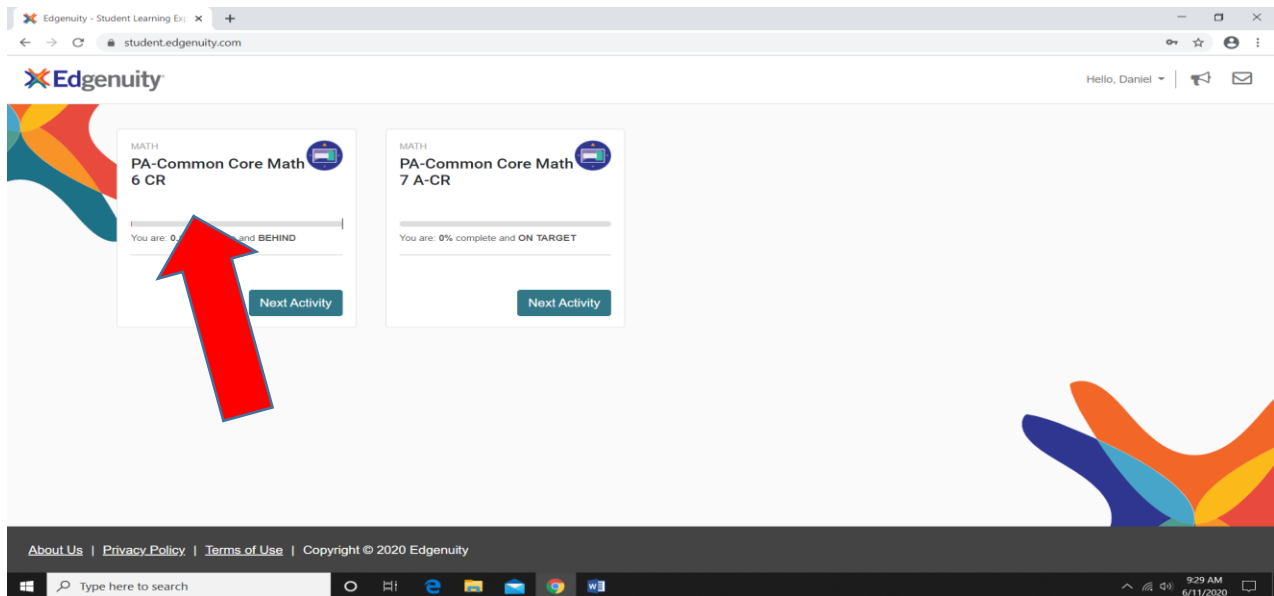 Edgenuity - Student Learning Exp
student.edgenuity.com
Edgenuity
Hello, Daniel
MATH
PA-Common Core Math
6 CR
You are: 0. and BEHIND
Next Activity
MATH
PA-Common Core Math
7 A-CR
You are: 0% complete and ON TARGET
Next Activity
About Us | Privacy Policy | Terms of Use | Copyright © 2020 Edgenuity
Type here to search
9:29 AM
6/11/2020